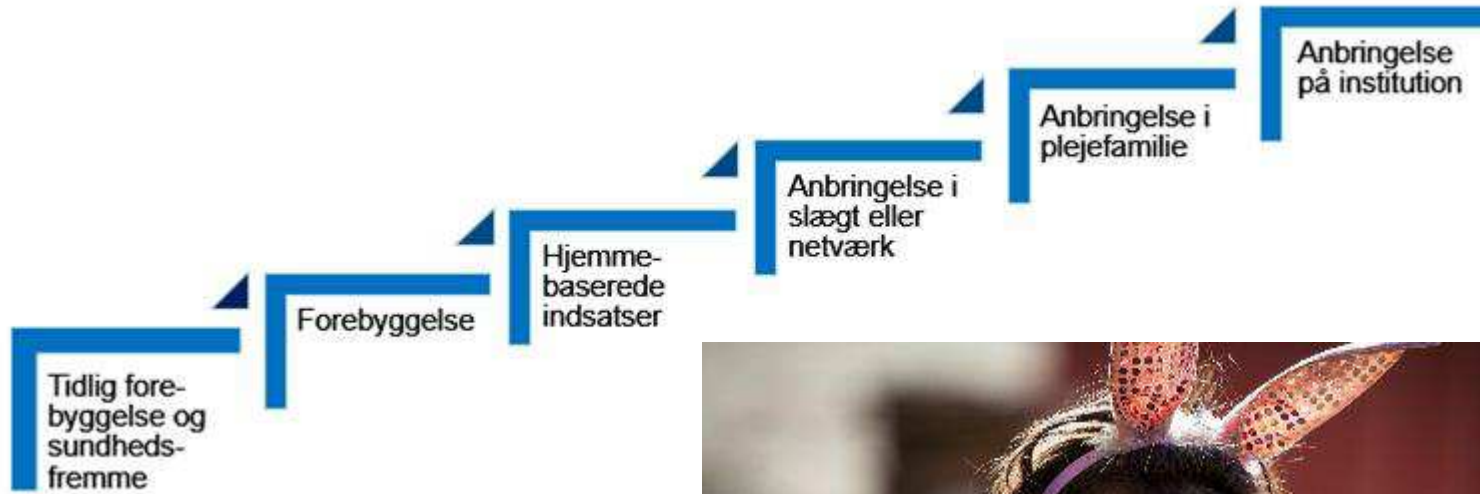 Tidlig fore-
byggelse og
sundheds-
fremme
Forebyggelse
Hjemme-
baserede
indsatser
Anbringelse i
slægt eller
netværk
Anbringelse i
plejefamilie
Anbringelse
på institution